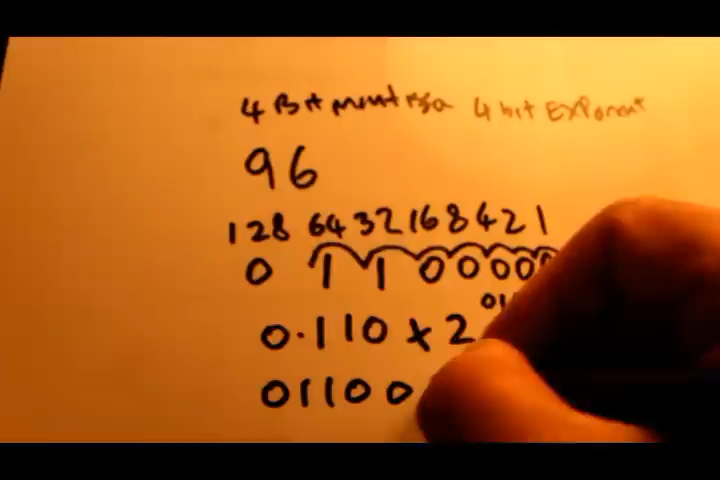 4 Bit mantissa 4 bit Exponent
96
128 64 32 16 8 4 2 1
0 1 1 0 0 0 0 0
0.110 x 2 01
01100